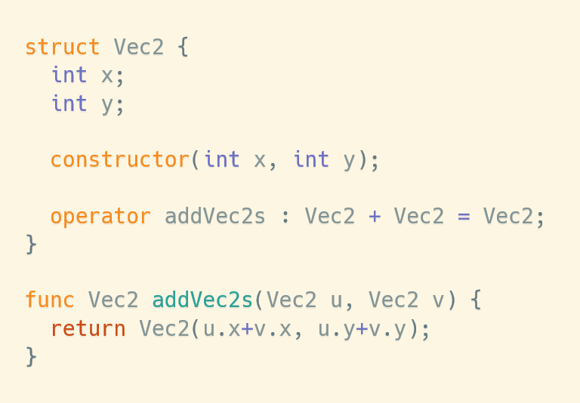 struct Vec2 {
  int x;
  int y;

  constructor(int x, int y);

  operator addVec2s : Vec2 + Vec2 = Vec2;
}

func Vec2 addVec2s(Vec2 u, Vec2 v) {
  return Vec2(u.x+v.x, u.y+v.y);
}